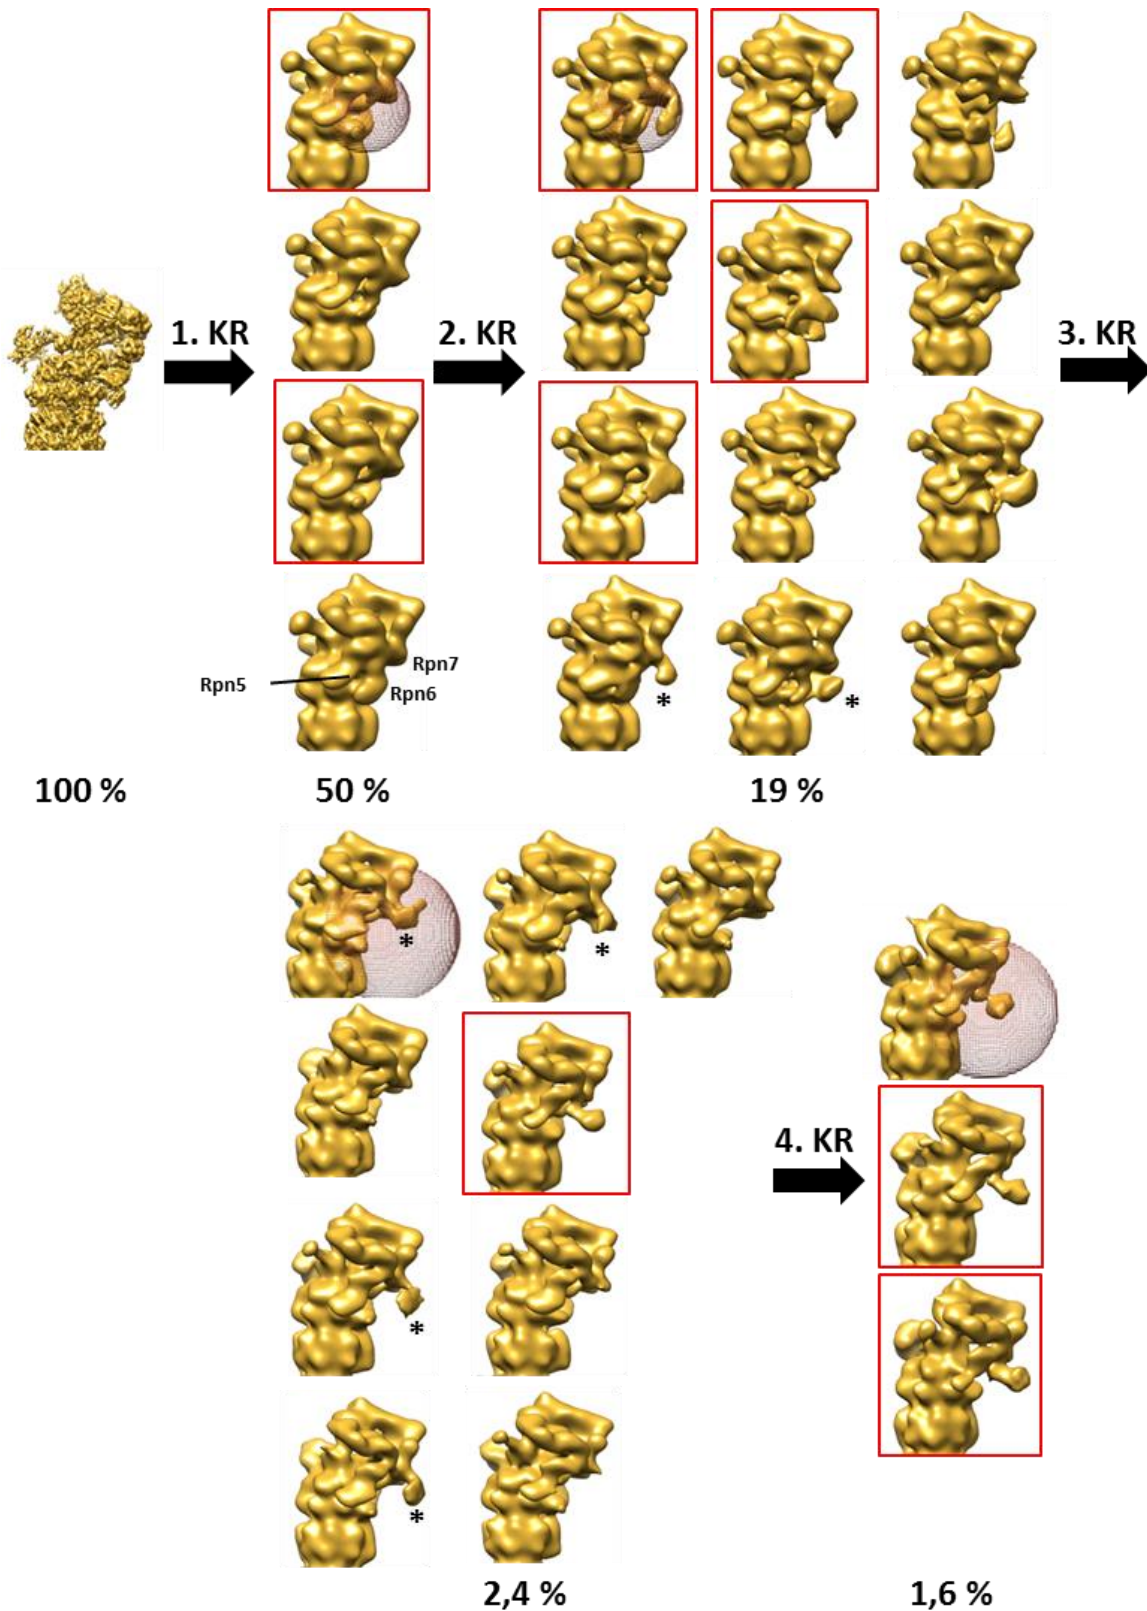 1. KR
2. KR
3. KR
Rpn5
Rpn7
Rpn6
*
*
100 %
50 %
19 %
*
*
4. KR
*
*
2,4 %
1,6 %